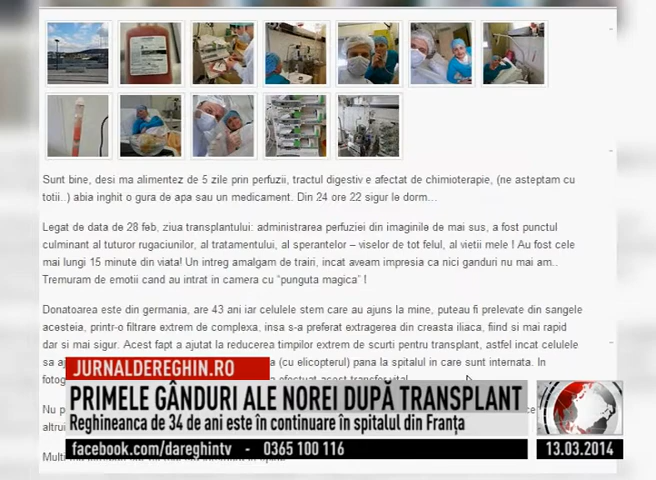 Sunt bine, desi ma alimentez de 5 zile prin perfuzii, tractul digestiv e afectat de chimioterapie, (ne asteptam cu
totii..) abia inghit o gura de apa sau un medicament. Din 24 ore 22 sigur le dorm...
Legat de data de 28 feb, ziua transplantului: administrarea perfuziei din imaginile de mai sus, a fost punctul
culminant al tuturor rugaciunilor, al tratamentului, al sperantelor – viselor de tot felul, al vietii mele ! Au fost cele
mai lungi 15 minute din viata! Un intreg amalgam de trairi, incat aveam impresia ca nici ganduri nu mai am..
Tremuram de emotii cand au intrat in camera cu "punguta magica" !
Donatoarea este din germania, are 43 ani iar celulele stem care au ajuns la mine, puteau fi prelevate din sangele
acesteia, printr-o filtrare extrem de complexa, insa s-a preferat extragerea din creasta iliaca, fiind si mai rapid
dar si mai sigur. Acest fapt a ajutat la reducerea timpilor extrem de scurti pentru transplant, astfel incat celulele
sa (cu elicopterul) pana la spitalul in care sunt internata. In
JURNALDEREGHIN.RO
PRIMELE GÂNDURI ALE NOREI DUPĂ TRANSPLANT
Reghineanca de 34 de ani este în continuare în spitalul din Franţa
facebook.com/dareghintv - 0365 100 116
13.03.2014